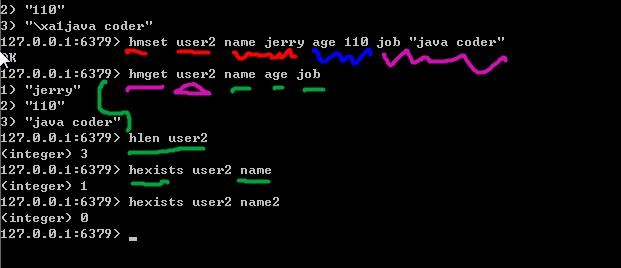 2) "110"
3) "\xa1java coder"
127.0.0.1:6379> hmset user2 name jerry age 110 job "java coder"
OK
127.0.0.1:6379> hmget user2 name age job
1) "jerry"
2) "110"
3) "java coder"
127.0.0.1:6379> hlen user2
(integer) 3
127.0.0.1:6379> hexists user2 name
(integer) 1
127.0.0.1:6379> hexists user2 name2
(integer) 0
127.0.0.1:6379>